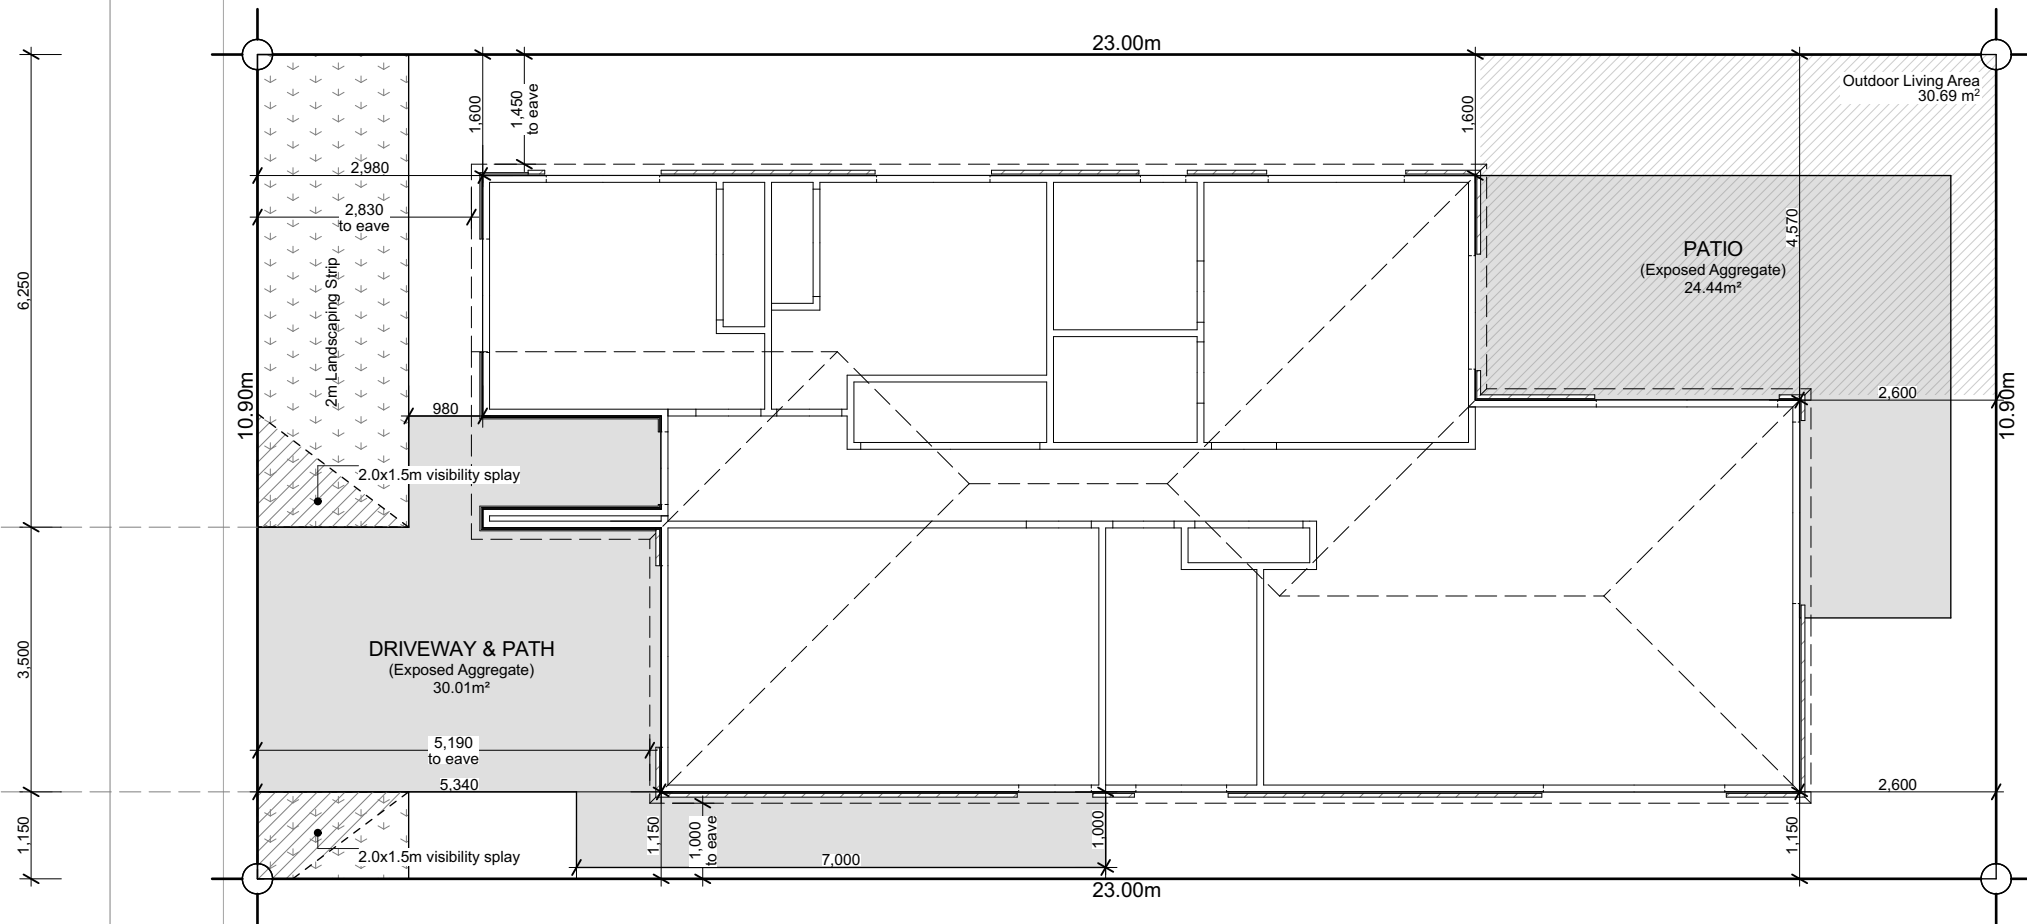 23.00m
Outdoor Living Area
30.69 m²
1,600
1,450
to eave
1,600
2,980
2,830
to eave
4,570
PATIO
(Exposed Aggregate)
24.44m²
6,250
2m Landscaping Strip
10.90m
980
2,600
10.90m
2.0x1.5m visibility splay
DRIVEWAY & PATH
(Exposed Aggregate)
30.01m²
3,500
5,190
to eave
5,340
2,600
1,150
1,150
1,000
to eave
1,000
1,150
2.0x1.5m visibility splay
7,000
23.00m